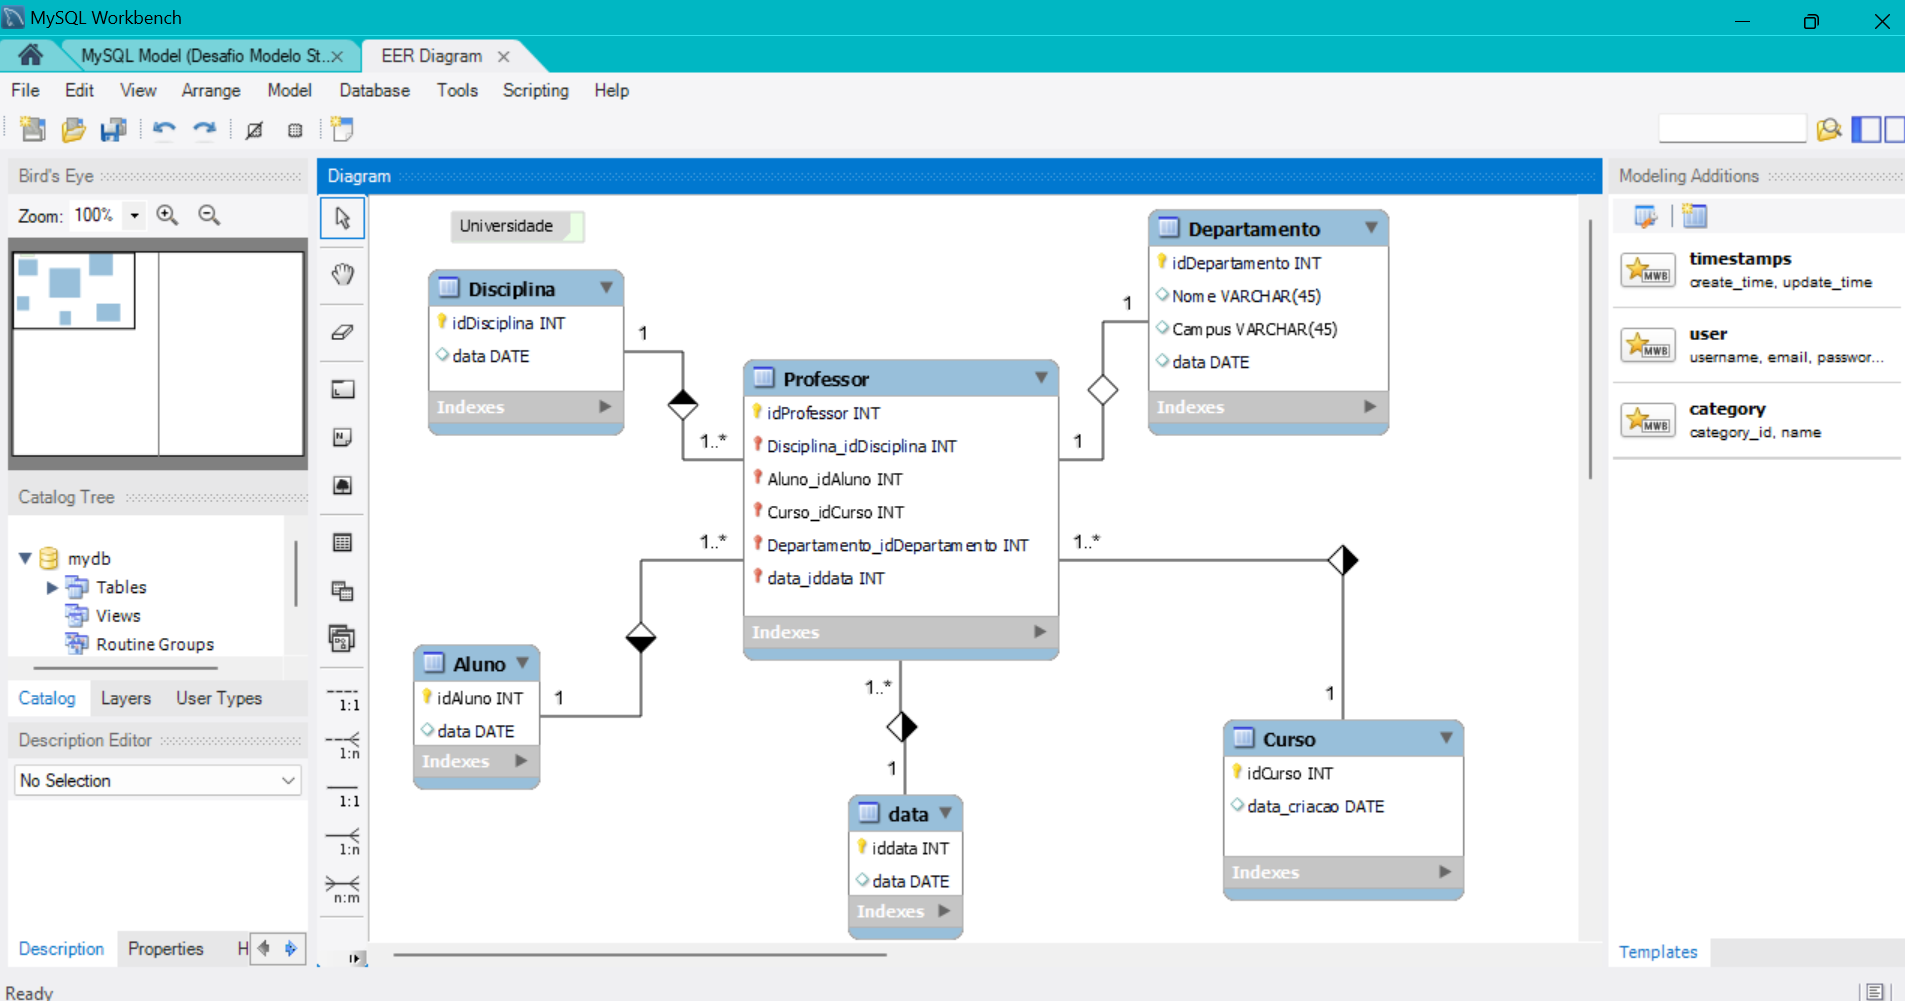 MySQL Workbench
MySQL Model (Desafio Modelo St..
EER Diagram
File Edit View Arrange Model Database Tools Scripting Help
Bird's Eye
Zoom: 100%
Catalog Tree
mydb
Tables
Views
Routine Groups
Catalog Layers User Types
Description Editor
No Selection
Description Properties H
Ready
Diagram
1:1
1:n
1:1
1:n
n:m
Universidade
Disciplina
idDisciplina INT
data DATE
Indexes
1
1..*
Departamento
idDepartamento INT
Nome VARCHAR(45)
Campus VARCHAR(45)
data DATE
Indexes
1
1
Professor
idProfessor INT
Disciplina_idDisciplina INT
Aluno_idAluno INT
Curso_idCurso INT
Departamento_idDepartamento INT
data_iddata INT
Indexes
1..*
1..*
Aluno
idAluno INT
data DATE
Indexes
1
1..*
1
data
iddata INT
data DATE
Indexes
1
Curso
idCurso INT
data_criacao DATE
Indexes
Modeling Additions
MWB
timestamps
create_time, update_time
MWB
user
username, email, passwor...
MWB
category
category_id, name
Templates